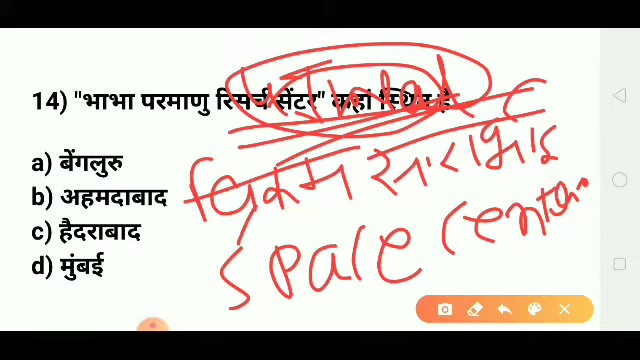 14) "भाभा परमाणु रिसर्च सेंटर" कहां स्थित है
a) बेंगलुरु
b) अहमदाबाद
c) हैदराबाद
d) मुंबई
विक्रम साराभाई
space center